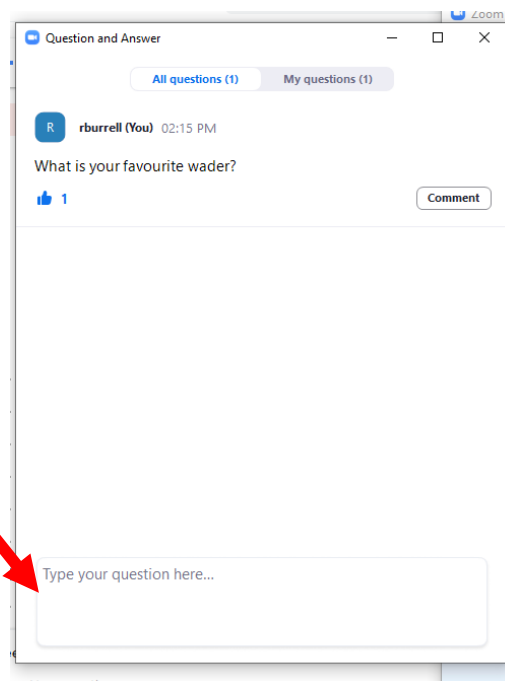 Zoom
Question and Answer
All questions (1) My questions (1)
R rburrell (You) 02:15 PM
What is your favourite wader?
1 Comment
Type your question here...